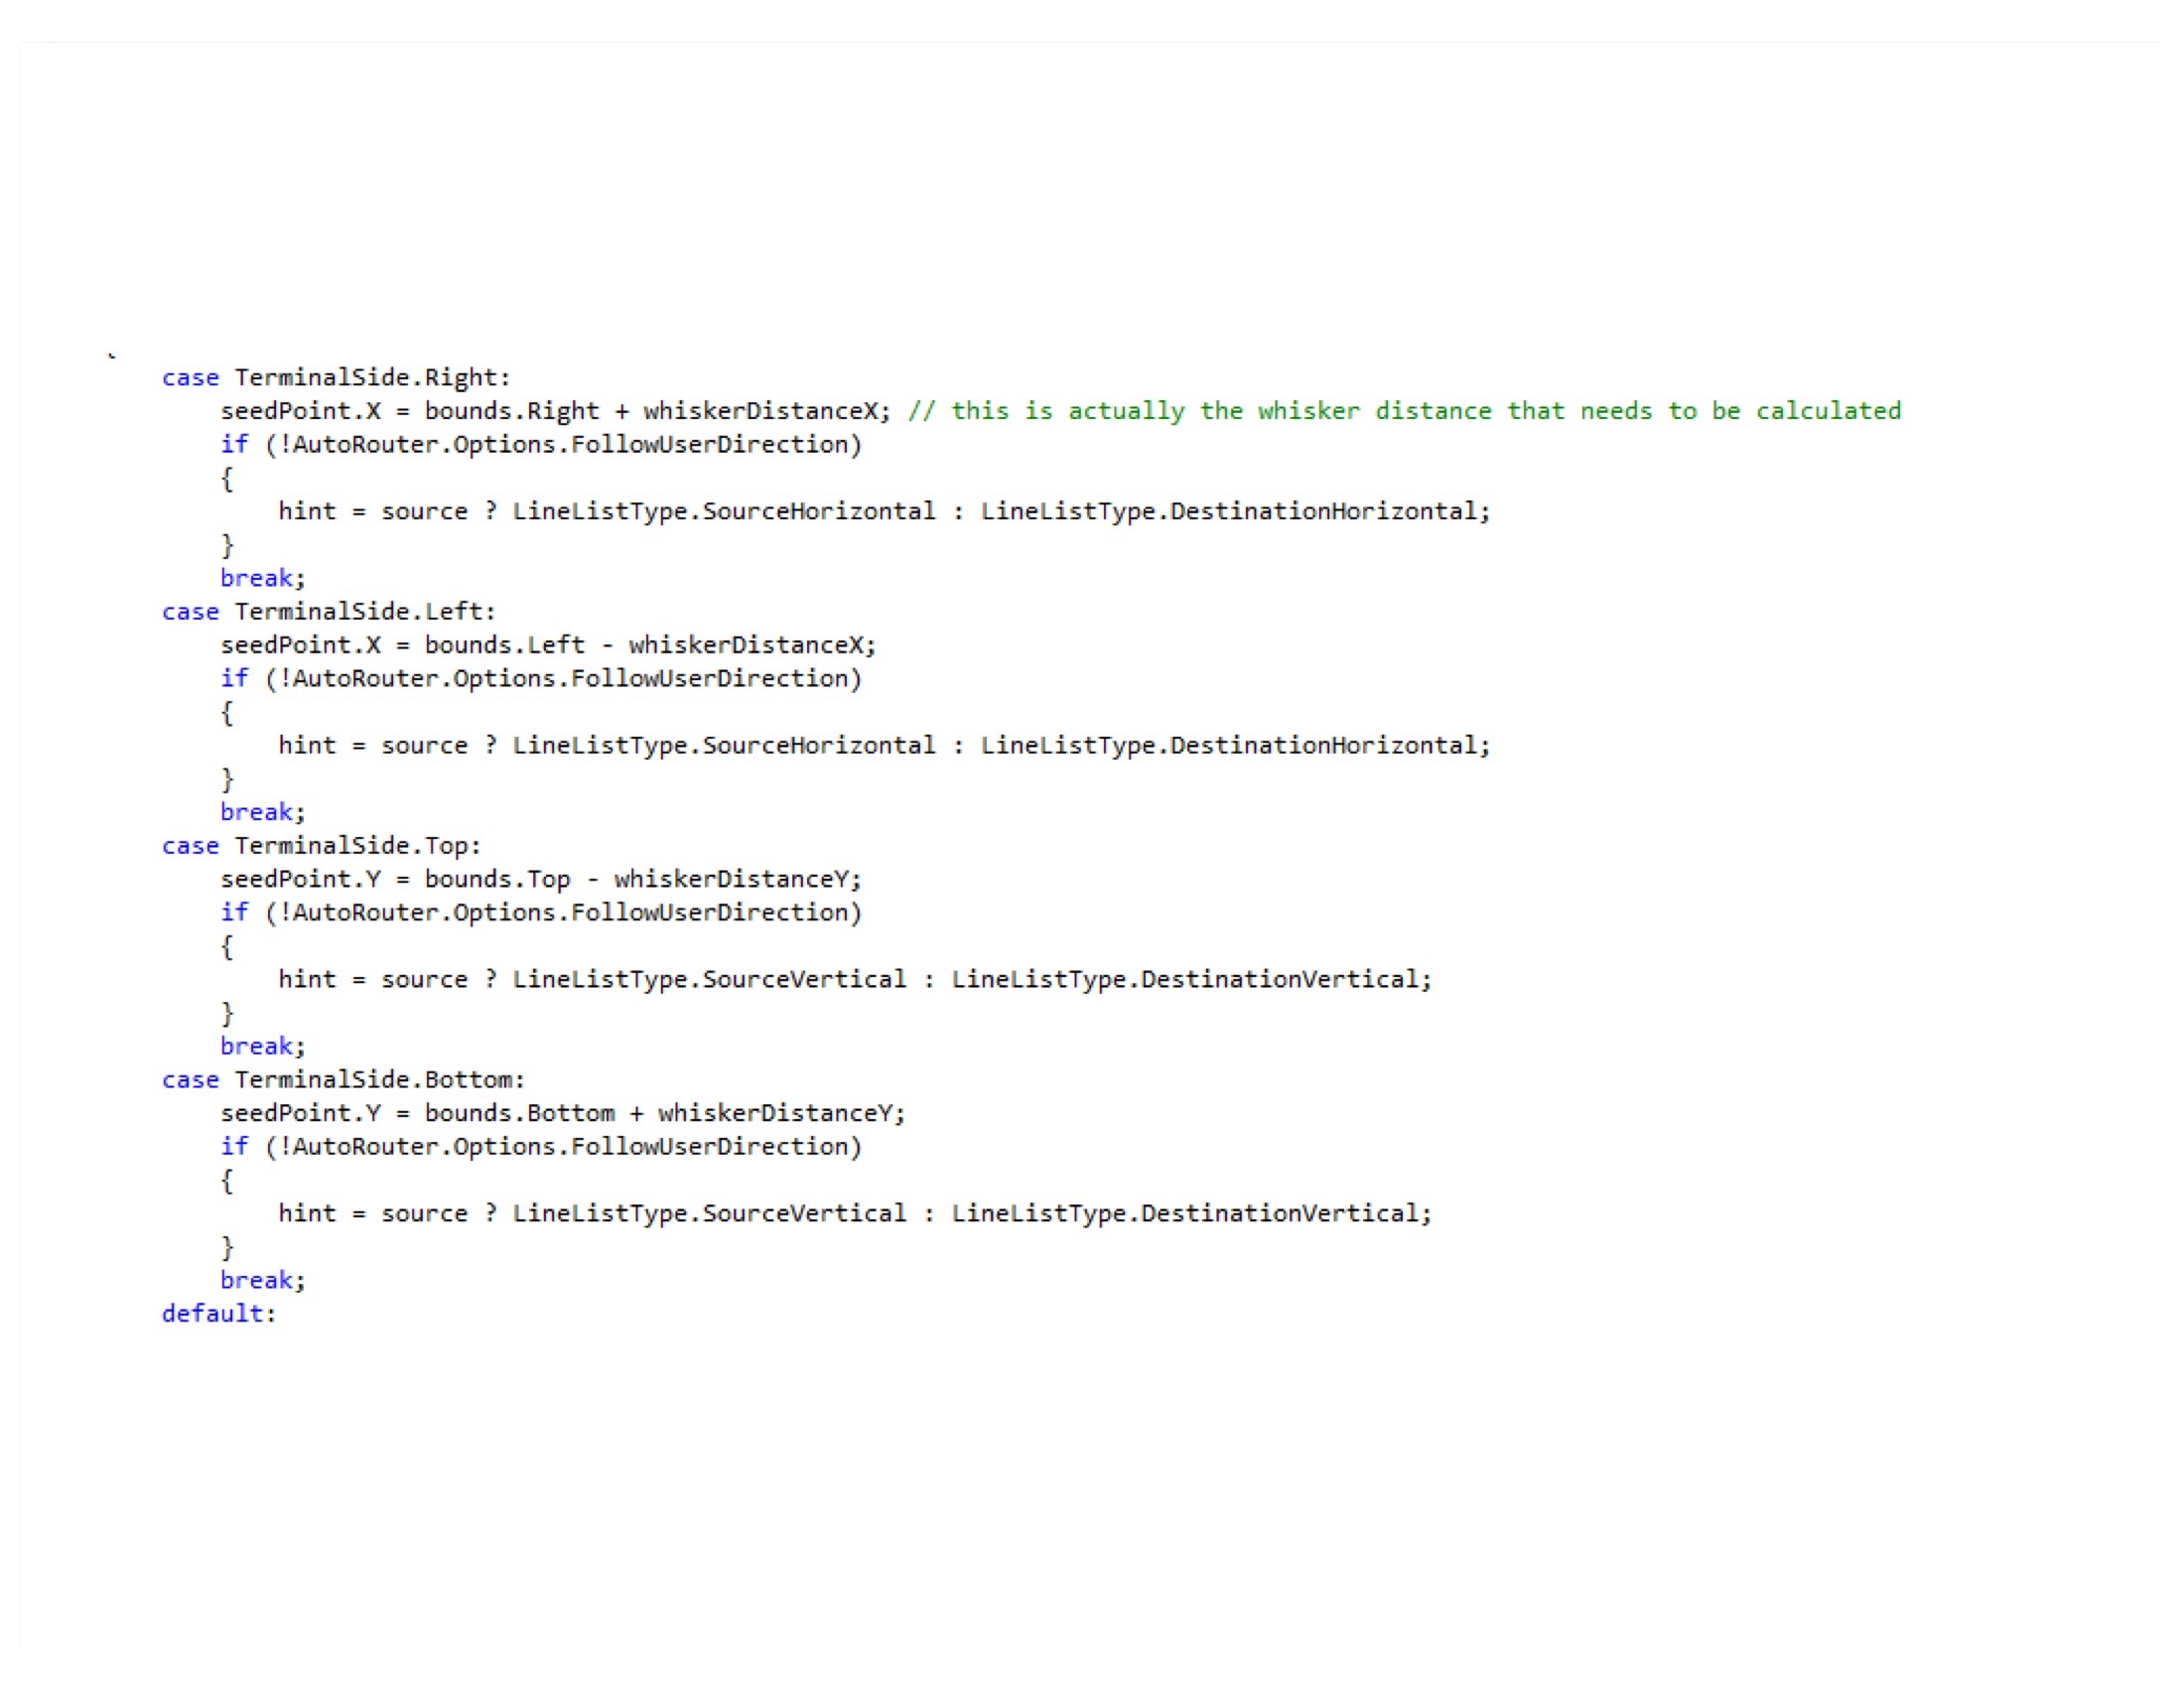 case TerminalSide.Right:
seedPoint.X = bounds.Right + whiskerDistanceX; // this is actually the whisker distance that needs to be calculated
if (!AutoRouter.Options.FollowUserDirection)
{
hint = source ? LineListType.SourceHorizontal : LineListType.DestinationHorizontal;
}
break;
case TerminalSide.Left:
seedPoint.X = bounds.Left - whiskerDistanceX;
if (!AutoRouter.Options.FollowUserDirection)
{
hint = source ? LineListType.SourceHorizontal : LineListType.DestinationHorizontal;
}
break;
case TerminalSide.Top:
seedPoint.Y = bounds.Top - whiskerDistanceY;
if (!AutoRouter.Options.FollowUserDirection)
{
hint = source ? LineListType.SourceVertical : LineListType.DestinationVertical;
}
break;
case TerminalSide.Bottom:
seedPoint.Y = bounds.Bottom + whiskerDistanceY;
if (!AutoRouter.Options.FollowUserDirection)
{
hint = source ? LineListType.SourceVertical : LineListType.DestinationVertical;
}
break;
default: